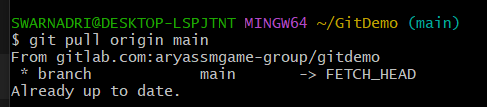 SWARNADRI@DESKTOP-LSPJTNT MINGW64 ~/GitDemo (main)
$ git pull origin main
From gitlab.com:aryassmgame-group/gitdemo
 * branch            main       -> FETCH_HEAD
Already up to date.